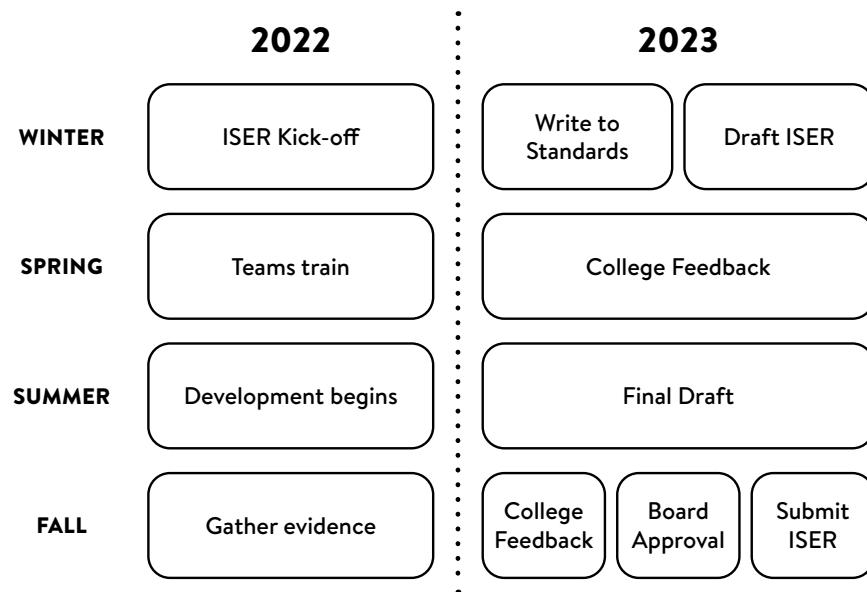 2022
2023
WINTER
ISER Kick-off
Write to
Standards
Draft ISER
SPRING
Teams train
College Feedback
SUMMER
Development begins
Final Draft
FALL
Gather evidence
College
Feedback
Board
Approval
Submit
ISER